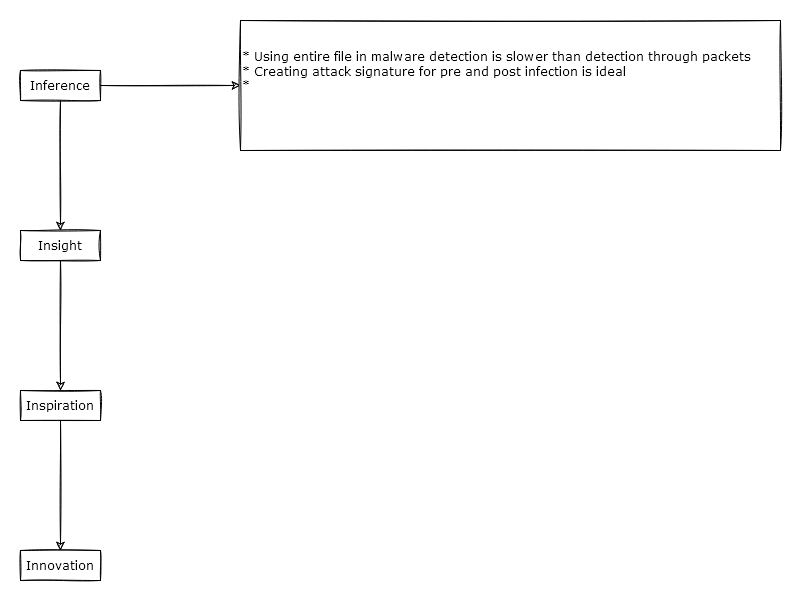 * Using entire file in malware detection is slower than detection through packets
* Creating attack signature for pre and post infection is ideal
*
Inference
Insight
Inspiration
Innovation